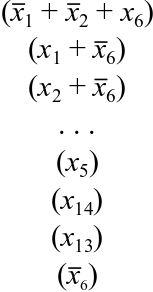 (x̅₁ + x̅₂ + x₆)
(x₁ + x̅₆)
(x₂ + x̅₆)
. . .
(x₅)
(x₁₄)
(x₁₃)
(x̅₆)